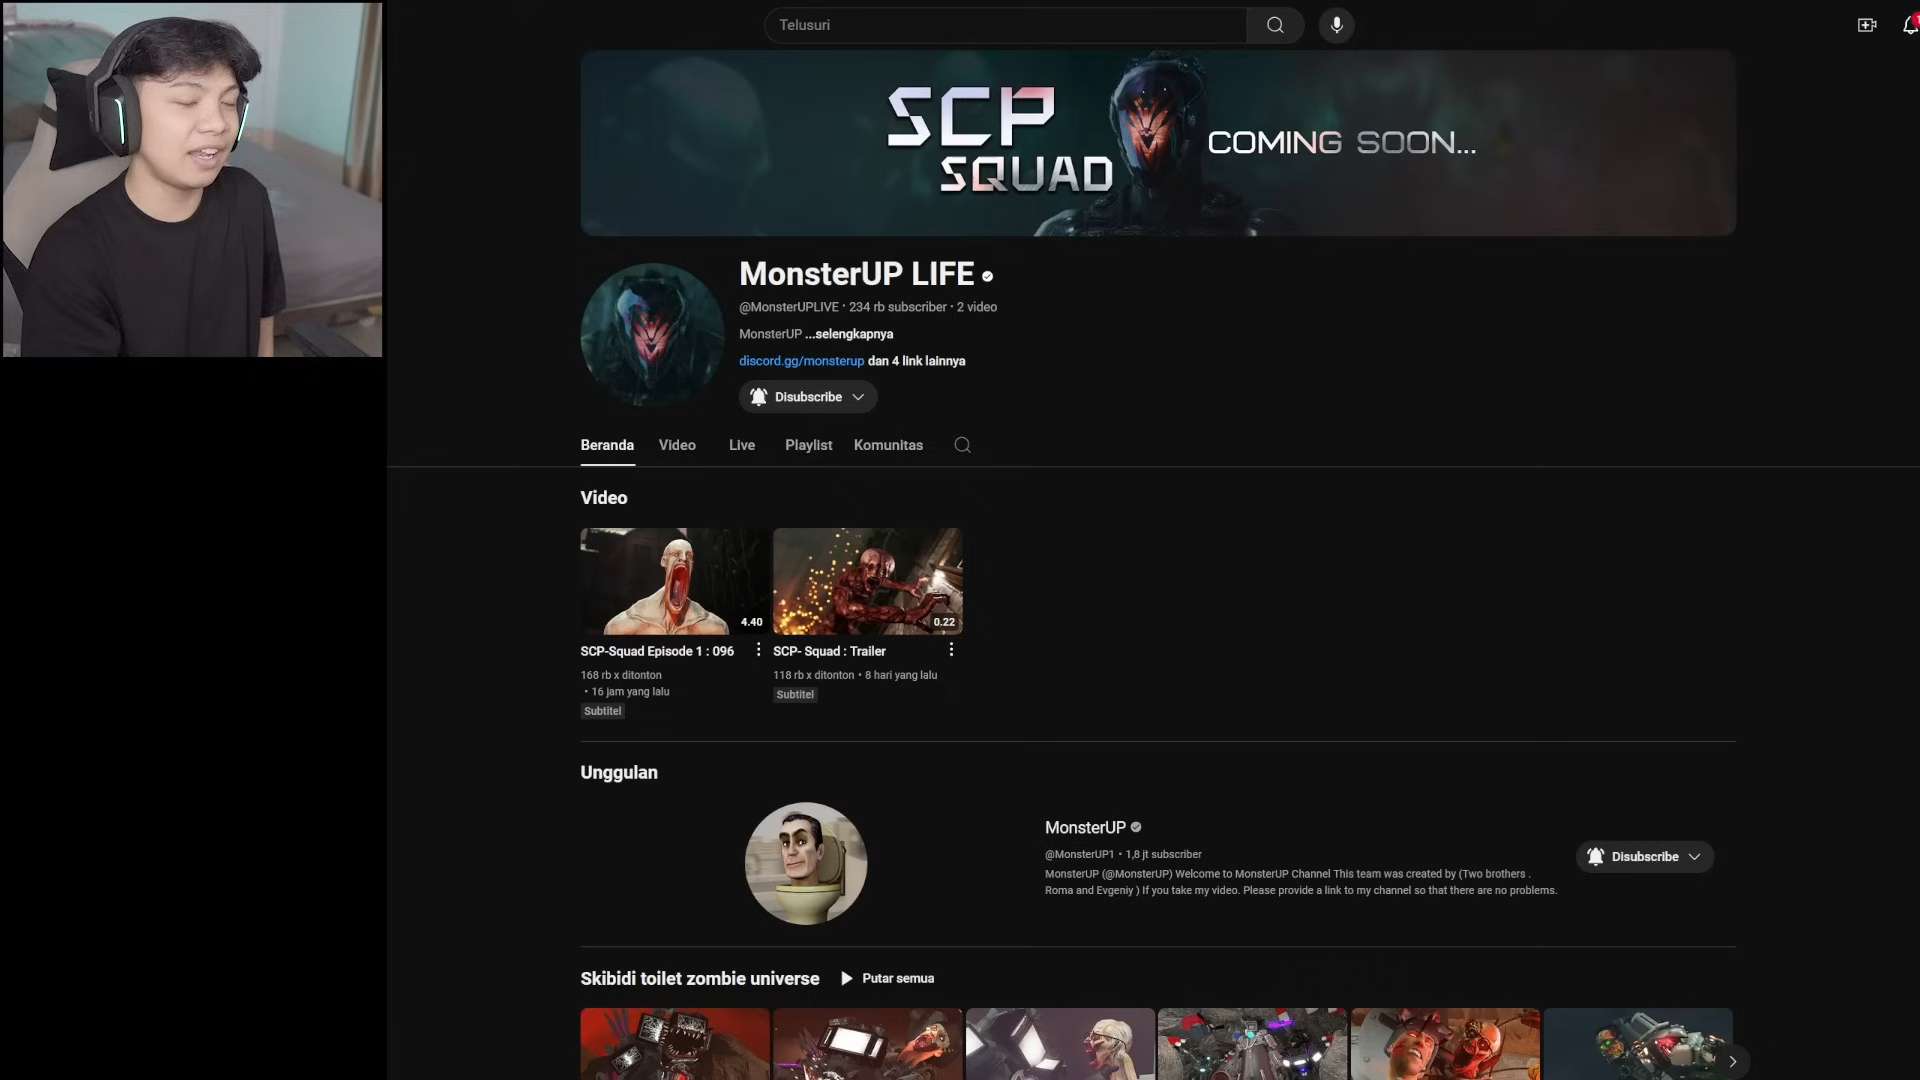 Telusuri
SCP
SQUAD
COMING SOON...
MonsterUP LIFE
@MonsterUPLIVE · 234 rb subscriber · 2 video
MonsterUP ...selengkapnya
discord.gg/monsterup dan 4 link lainnya
Disubscribe
Beranda Video Live Playlist Komunitas
Video
4.40
0.22
SCP-Squad Episode 1 : 096
168 rb x ditonton
• 16 jam yang lalu
Subtitel
SCP- Squad : Trailer
118 rb x ditonton • 8 hari yang lalu
Subtitel
Unggulan
MonsterUP
@MonsterUP1 • 1,8 jt subscriber
MonsterUP (@MonsterUP) Welcome to MonsterUP Channel This team was created by (Two brothers .
Roma and Evgeniy ) If you take my video. Please provide a link to my channel so that there are no problems.
Disubscribe
Skibidi toilet zombie universe Putar semua